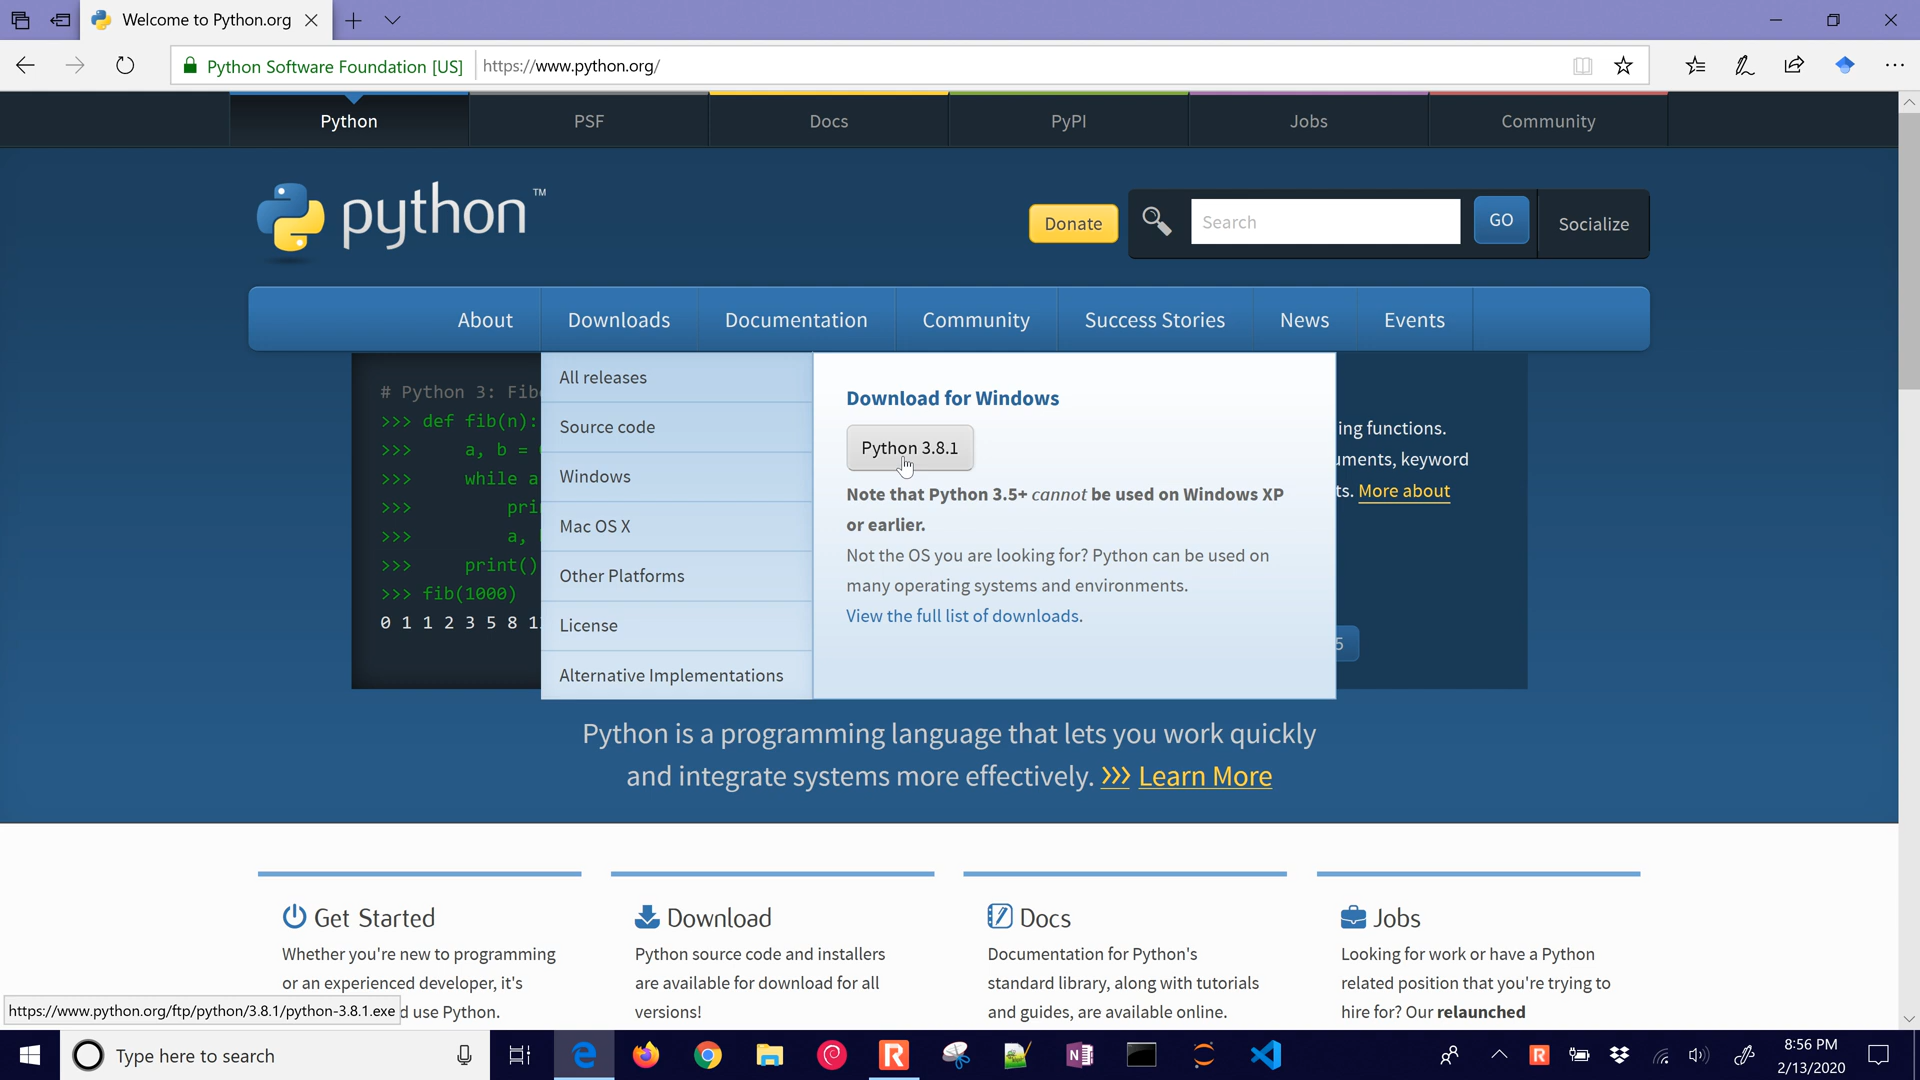 Welcome to Python.org
Python Software Foundation [US]
https://www.python.org/
Python
PSF
Docs
PyPI
Jobs
Community
python™
Donate
Search
GO
Socialize
About
Downloads
Documentation
Community
Success Stories
News
Events
# Python 3: Fib
>>> def fib(n):
>>> a, b =
>>> while a
>>> pri
>>> a,
>>> print()
>>> fib(1000)
0 1 1 2 3 5 8 1
All releases
Source code
Windows
Mac OS X
Other Platforms
License
Alternative Implementations
Download for Windows
Python 3.8.1
Note that Python 3.5+ cannot be used on Windows XP
or earlier.
Not the OS you are looking for? Python can be used on
many operating systems and environments.
View the full list of downloads.
ing functions.
uments, keyword
ts. More about
5
Python is a programming language that lets you work quickly
and integrate systems more effectively. >>> Learn More
Get Started
Whether you're new to programming
or an experienced developer, it's
d use Python.
Download
Python source code and installers
are available for download for all
versions!
Docs
Documentation for Python's
standard library, along with tutorials
and guides, are available online.
Jobs
Looking for work or have a Python
related position that you're trying to
hire for? Our relaunched
https://www.python.org/ftp/python/3.8.1/python-3.8.1.exe
Type here to search
8:56 PM
2/13/2020